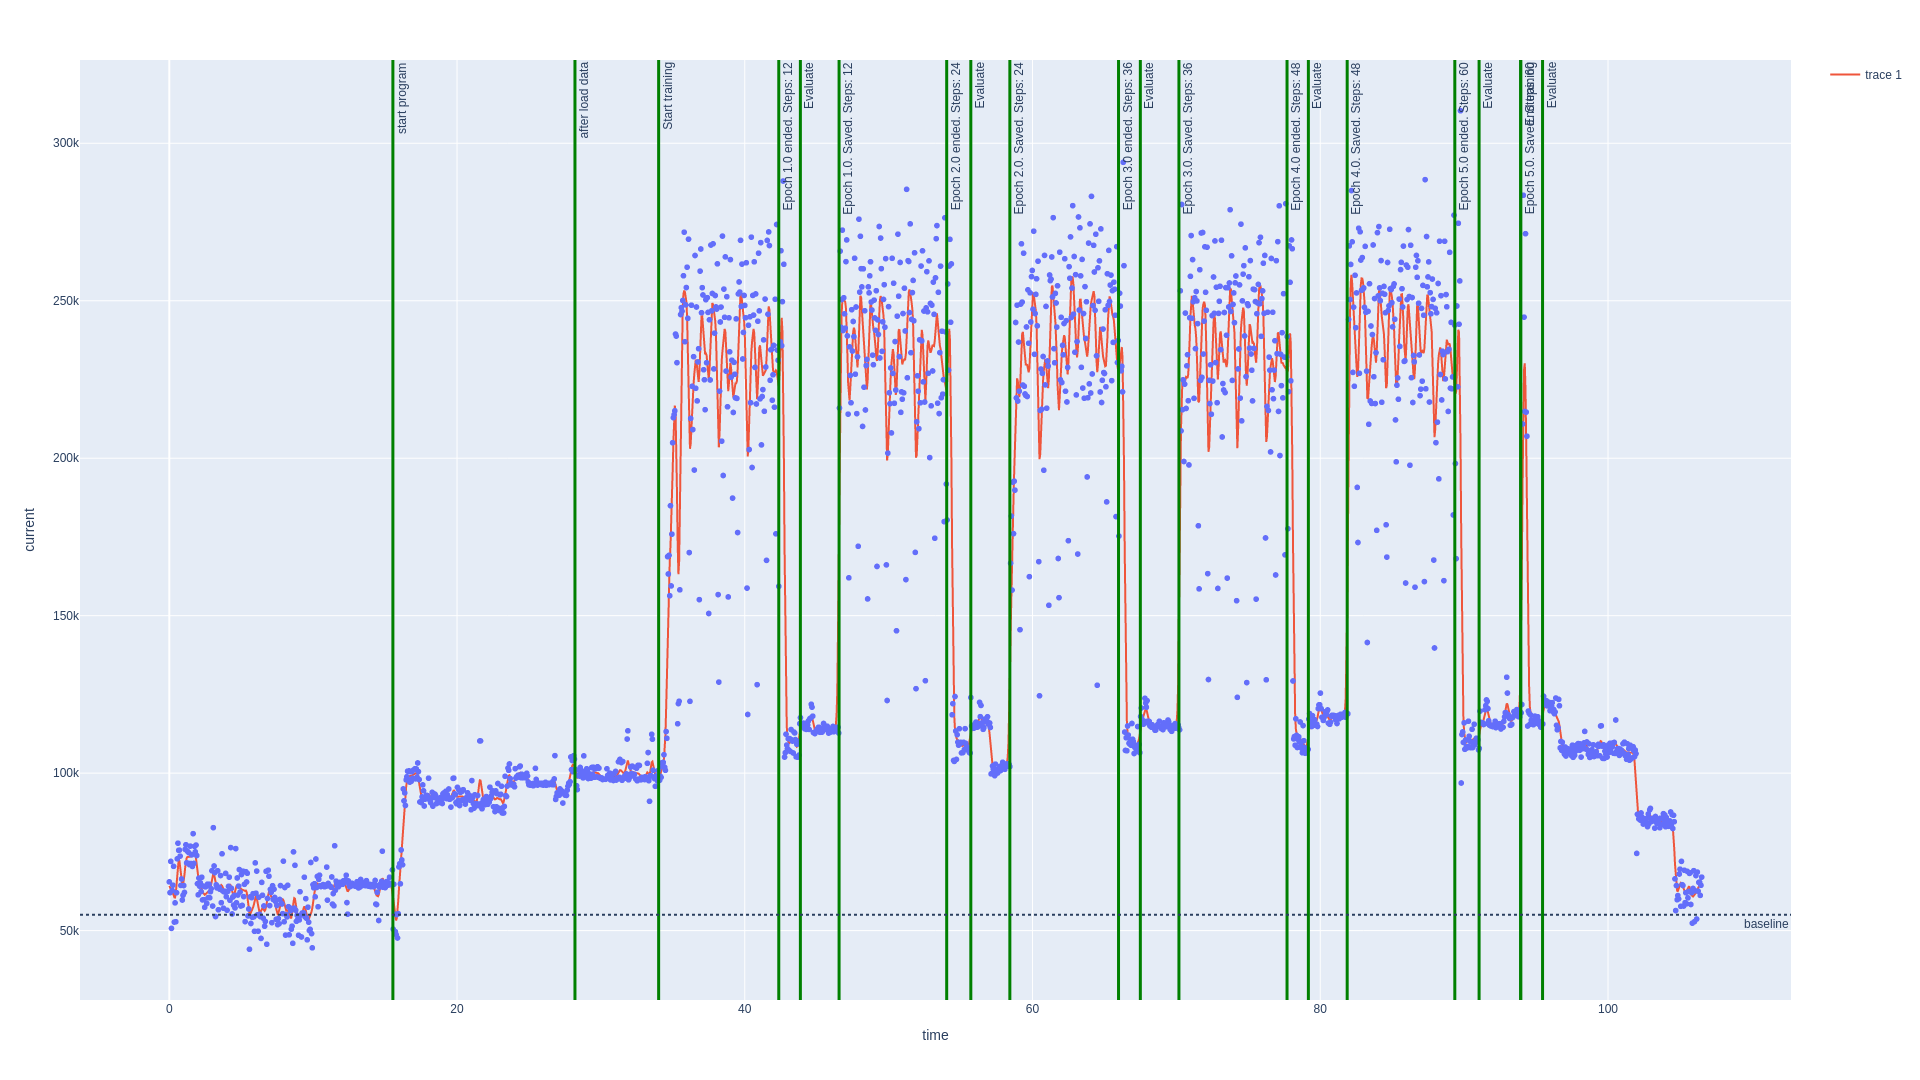 trace 1
start program
after load data
Start training
Epoch 1.0 ended. Steps: 12
Evaluate
Epoch 1.0. Saved. Steps: 12
Epoch 2.0 ended. Steps: 24
Evaluate
Epoch 2.0. Saved. Steps: 24
Epoch 3.0 ended. Steps: 36
Evaluate
Epoch 3.0. Saved. Steps: 36
Epoch 4.0 ended. Steps: 48
Evaluate
Epoch 4.0. Saved. Steps: 48
Epoch 5.0 ended. Steps: 60
Evaluate
Epoch 5.0. Saved.
Evaluate
300k
250k
200k
150k
100k
50k
current
baseline
0
20
40
60
80
100
time